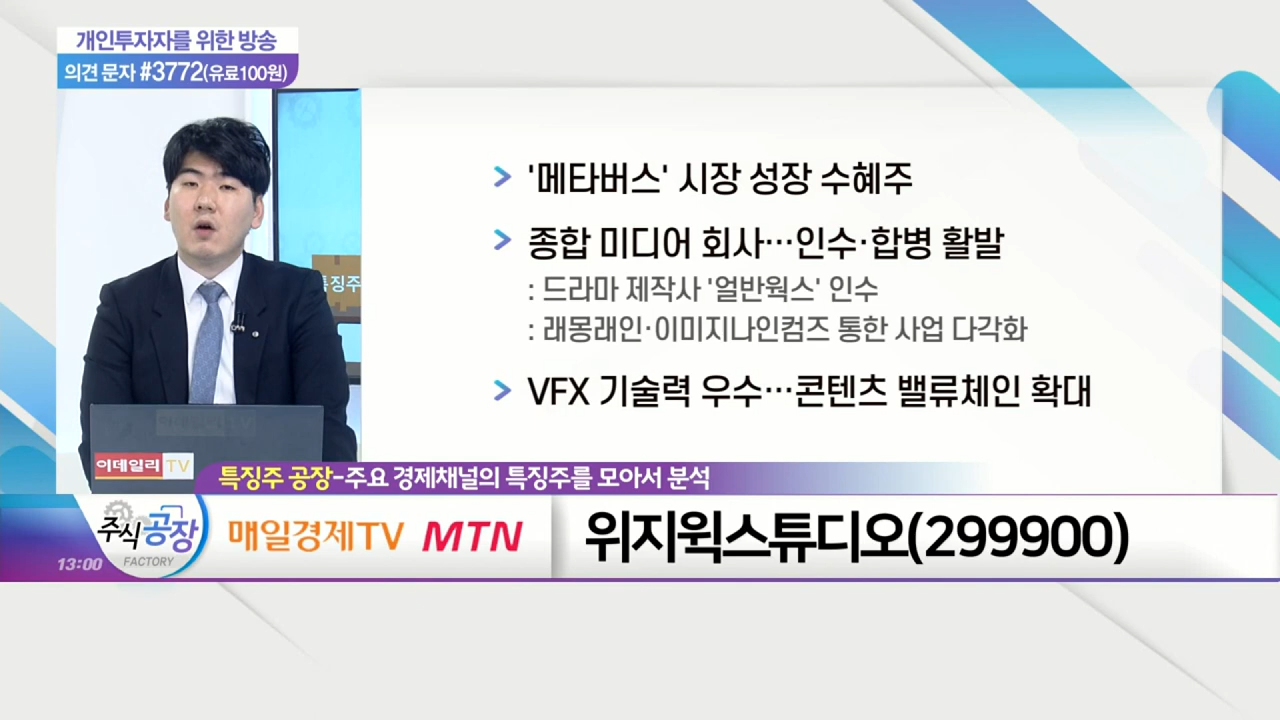 개인투자자를 위한 방송
의견 문자 #3772(유료100원)
'메타버스' 시장 성장 수혜주
종합 미디어 회사…인수·합병 활발
: 드라마 제작사 '얼반웍스' 인수
: 래몽래인·이미지나인컴즈 통한 사업 다각화
VFX 기술력 우수…콘텐츠 밸류체인 확대
특징주
이데일리 TV
특징주 공장-주요 경제채널의 특징주를 모아서 분석
주식공장
FACTORY
13:00
매일경제TV MTN
위지윅스튜디오(299900)